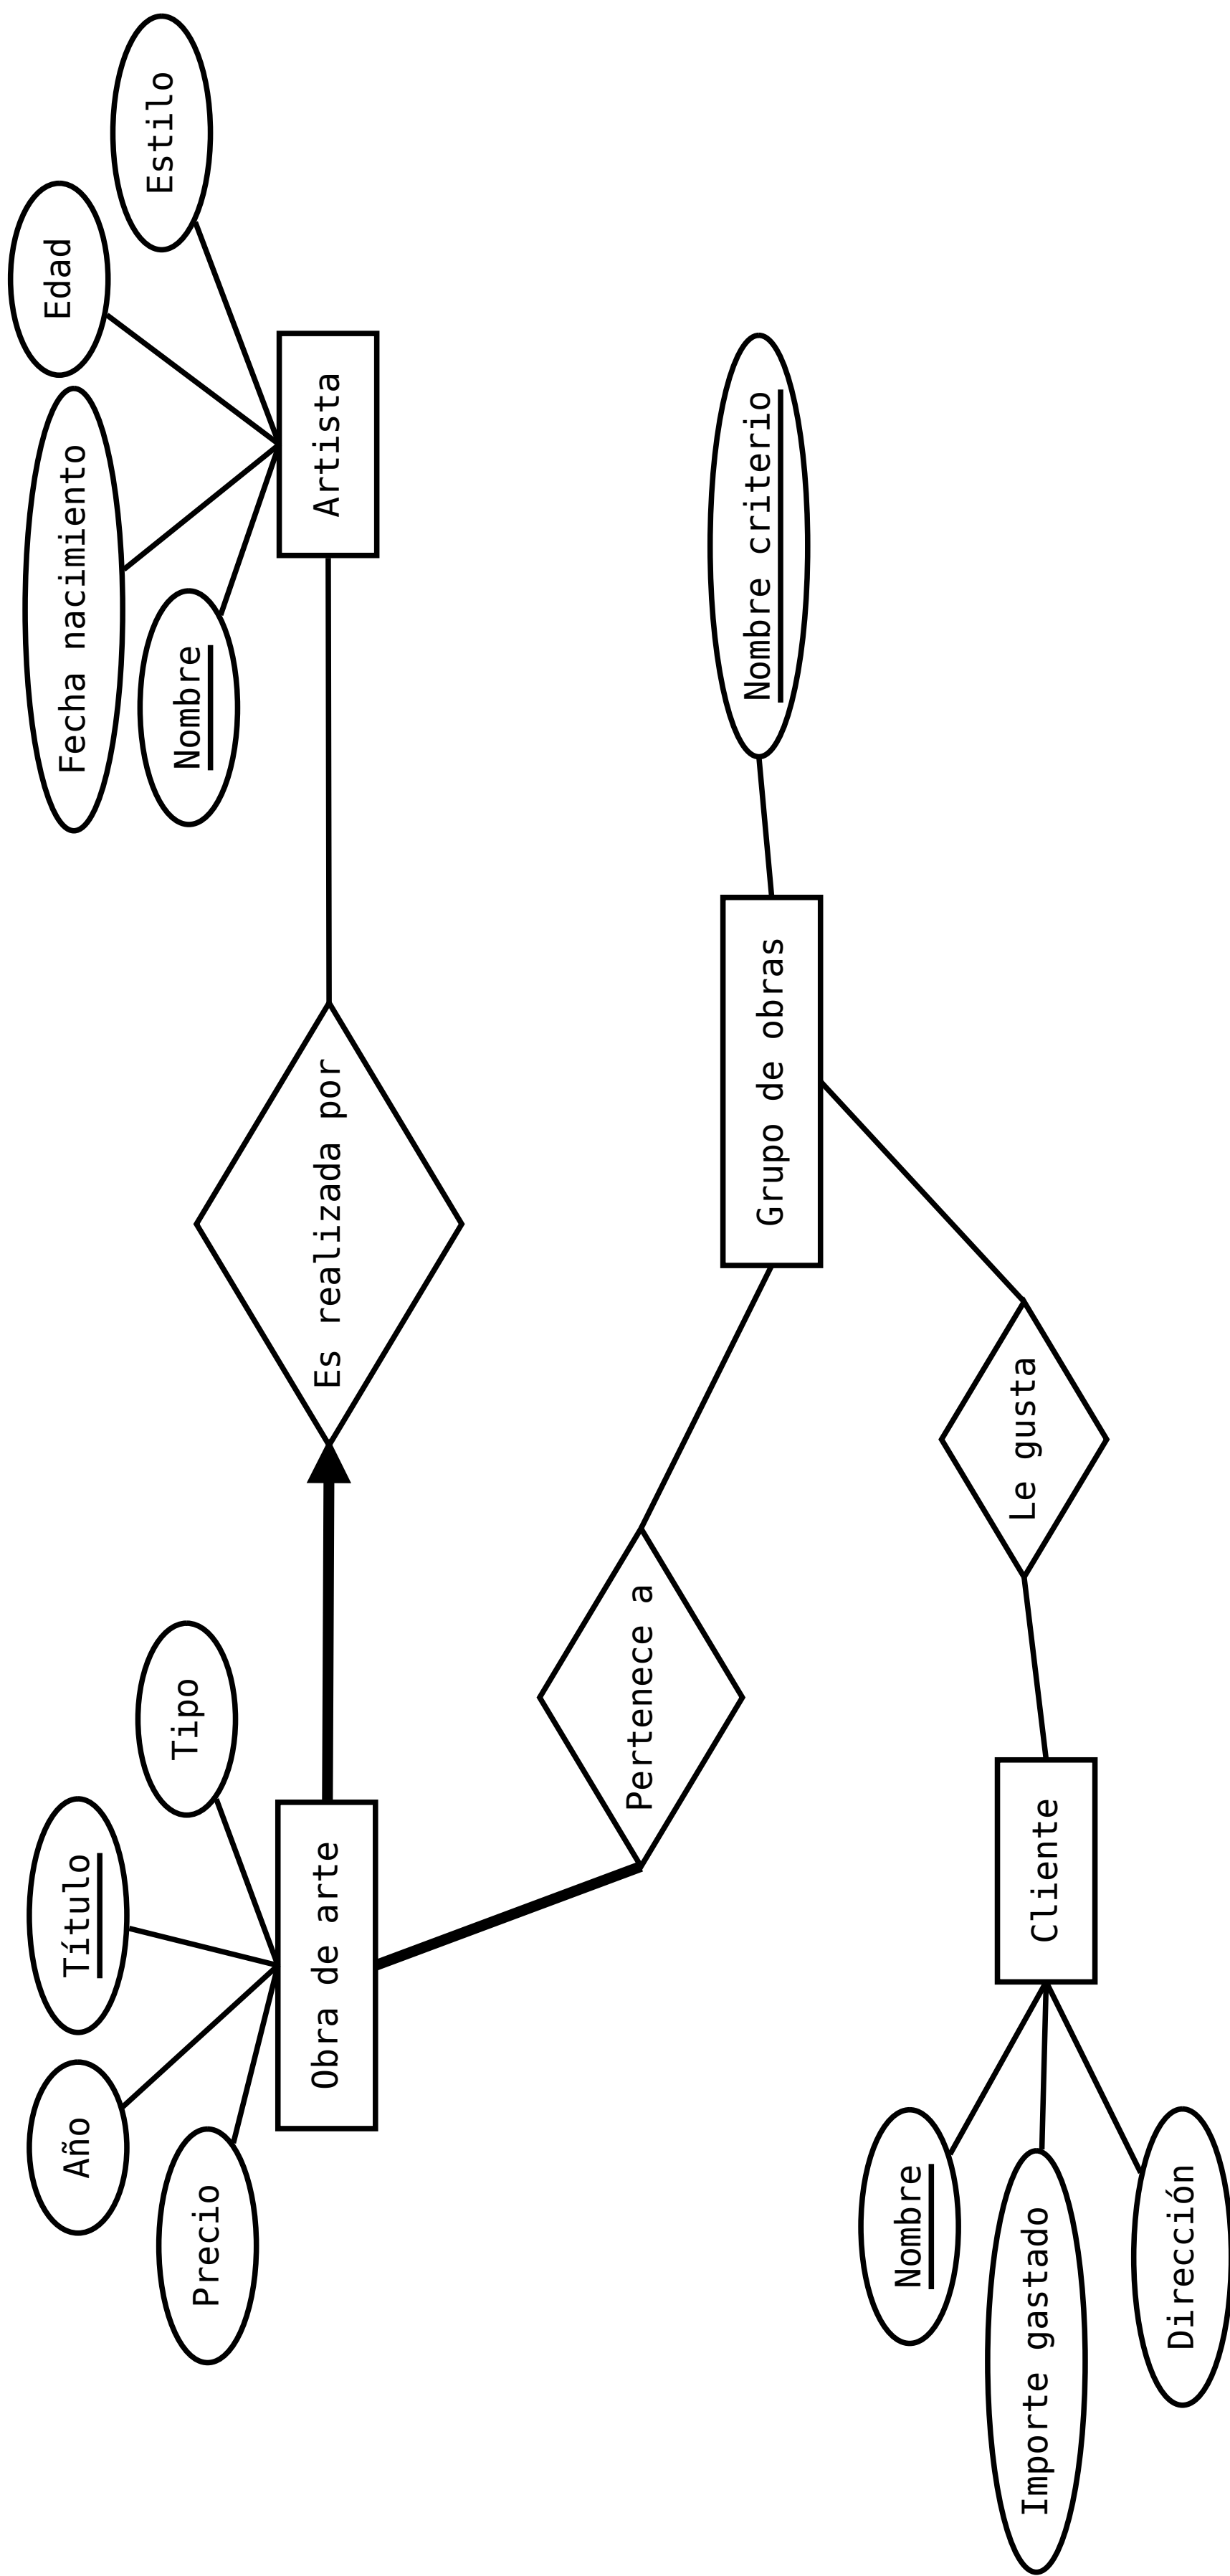 Año
Título
Tipo
Fecha nacimiento
Edad
Precio
Nombre
Estilo
Obra de arte
Es realizada por
Artista
Pertenece a
Grupo de obras
Nombre criterio
Nombre
Importe gastado
Cliente
Le gusta
Dirección